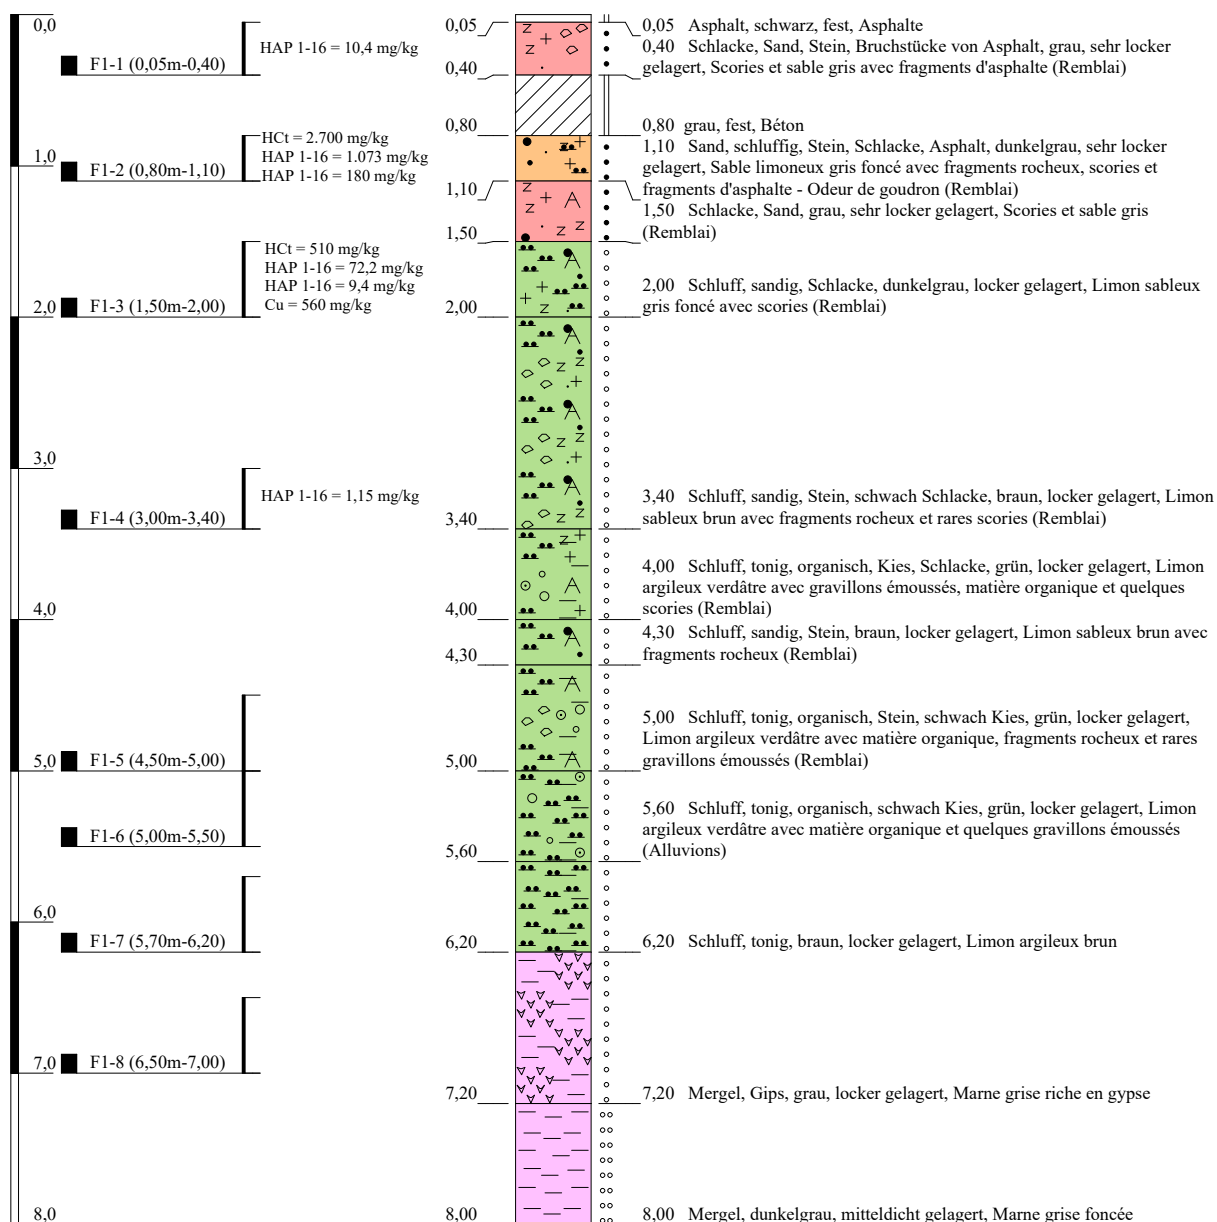 0,0
F1-1 (0,05m-0,40)
HAP 1-16 = 10,4 mg/kg
0,05
0,40
0,05 Asphalt, schwarz, fest, Asphalte
0,40 Schlacke, Sand, Stein, Bruchstücke von Asphalt, grau, sehr locker
gelagert, Scories et sable gris avec fragments d'asphalte (Remblai)
0,80
0,80 grau, fest, Béton
1,0
F1-2 (0,80m-1,10)
HCt = 2.700 mg/kg
HAP 1-16 = 1.073 mg/kg
HAP 1-16 = 180 mg/kg
1,10
1,10 Sand, schluffig, Stein, Schlacke, Asphalt, dunkelgrau, sehr locker
gelagert, Sable limoneux gris foncé avec fragments rocheux, scories et
fragments d'asphalte - Odeur de goudron (Remblai)
1,50
1,50 Schlacke, Sand, grau, sehr locker gelagert, Scories et sable gris
(Remblai)
HCt = 510 mg/kg
HAP 1-16 = 72,2 mg/kg
HAP 1-16 = 9,4 mg/kg
Cu = 560 mg/kg
2,0
F1-3 (1,50m-2,00)
2,00
2,00 Schluff, sandig, Schlacke, dunkelgrau, locker gelagert, Limon sableux
gris foncé avec scories (Remblai)
3,0
F1-4 (3,00m-3,40)
HAP 1-16 = 1,15 mg/kg
3,40
3,40 Schluff, sandig, Stein, schwach Schlacke, braun, locker gelagert, Limon
sableux brun avec fragments rocheux et rares scories (Remblai)
4,0
4,00
4,00 Schluff, tonig, organisch, Kies, Schlacke, grün, locker gelagert, Limon
argileux verdâtre avec gravillons émoussés, matière organique et quelques
scories (Remblai)
4,30
4,30 Schluff, sandig, Stein, braun, locker gelagert, Limon sableux brun avec
fragments rocheux (Remblai)
5,0
F1-5 (4,50m-5,00)
5,00
5,00 Schluff, tonig, organisch, Stein, schwach Kies, grün, locker gelagert,
Limon argileux verdâtre avec matière organique, fragments rocheux et rares
gravillons émoussés (Remblai)
F1-6 (5,00m-5,50)
5,60
5,60 Schluff, tonig, organisch, schwach Kies, grün, locker gelagert, Limon
argileux verdâtre avec matière organique et quelques gravillons émoussés
(Alluvions)
6,0
F1-7 (5,70m-6,20)
6,20
6,20 Schluff, tonig, braun, locker gelagert, Limon argileux brun
7,0
F1-8 (6,50m-7,00)
7,20
7,20 Mergel, Gips, grau, locker gelagert, Marne grise riche en gypse
8,0
8,00
8,00 Mergel, dunkelgrau, mitteldicht gelagert, Marne grise foncée